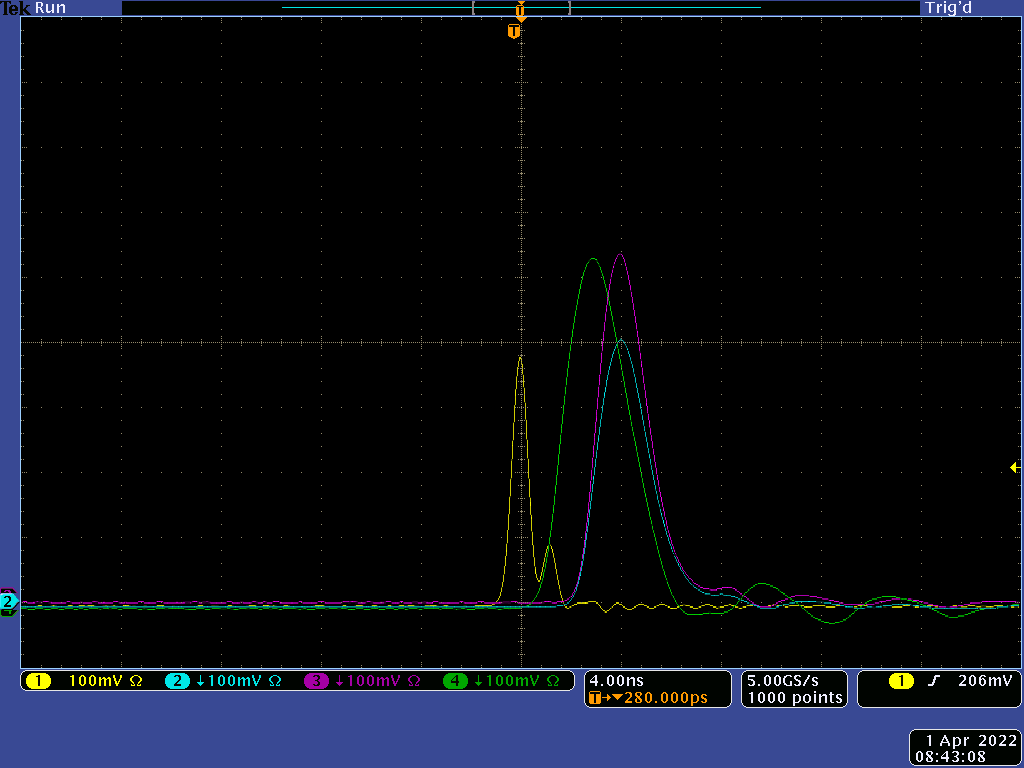 Tek Run Trig'd
T
T
2
1 100mV Ω 2 ↓100mV Ω 3 ↓100mV Ω 4 ↓100mV Ω
4.00ns
T→▼280.000ps
5.00GS/s
1000 points
1 ʃ 206mV
1 Apr 2022
08:43:08